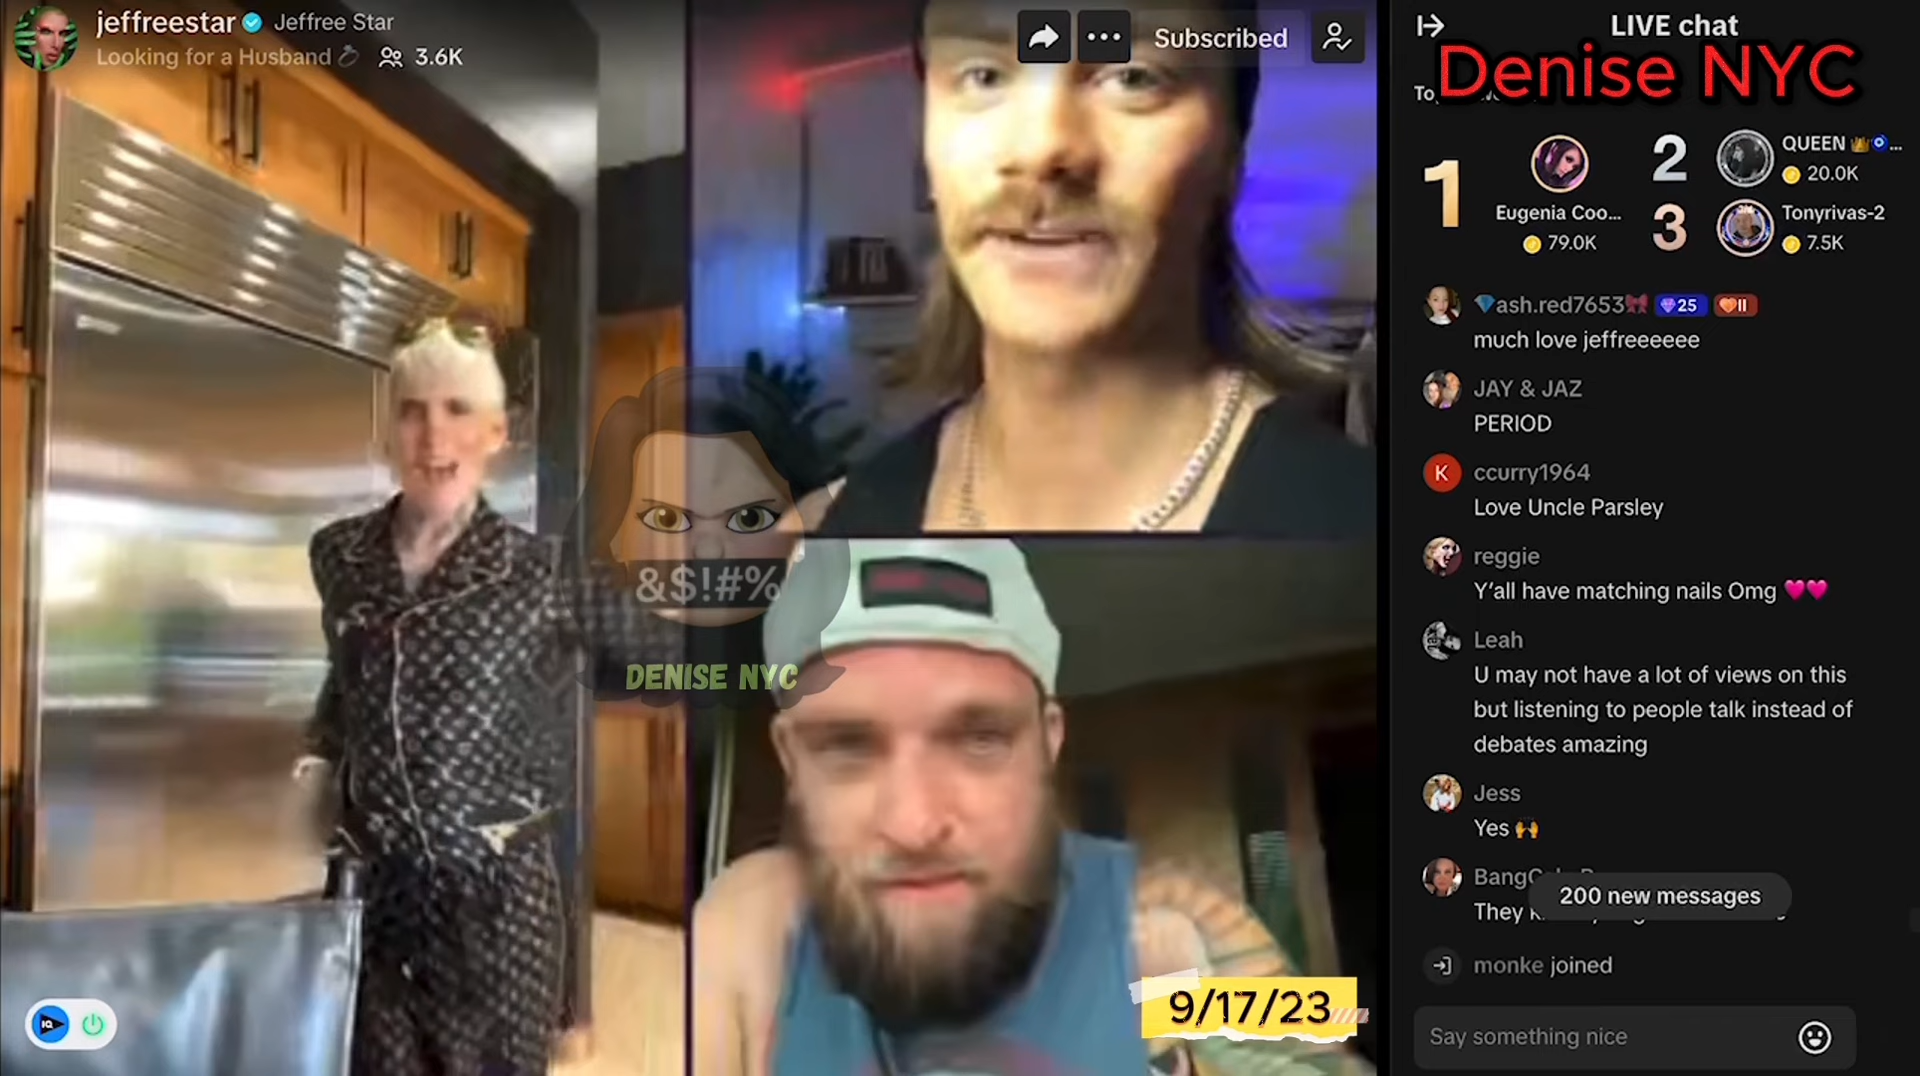 jeffreestar Jeffree Star
Looking for a Husband 3.6K
Subscribed
LIVE chat
Denise NYC
1
Eugenia Coo...
79.0K
2
QUEEN ...
20.0K
3
Tonyrivas-2
7.5K
ash.red7653 25 II
much love jeffreeeeee
JAY & JAZ
PERIOD
K ccurry1964
Love Uncle Parsley
reggie
Y'all have matching nails Omg
Leah
U may not have a lot of views on this
but listening to people talk instead of
debates amazing
Jess
Yes
200 new messages
They
monke joined
Say something nice
&$!#%
DENISE NYC
9/17/23
IQ